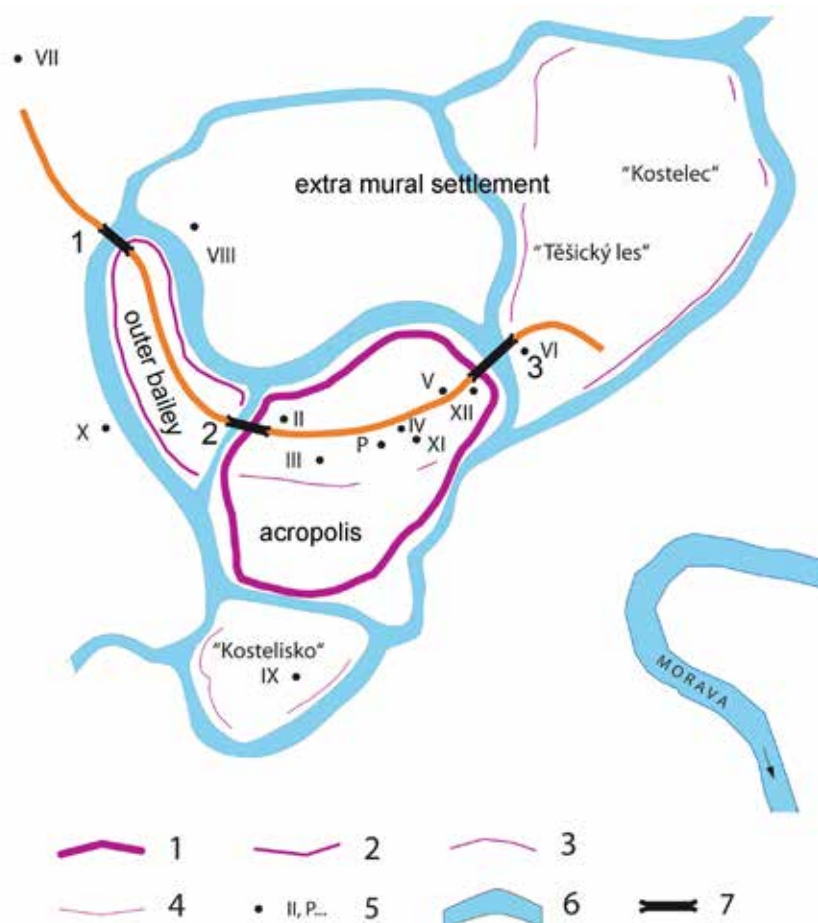 VII
extra mural settlement
"Kostelec"
1
VIII
"Těšický les"
outer bailey
VI
3
V
XII
2
II
X
IV
P
XI
III
acropolis
"Kostelisko"
IX
MORAVA
1
2
3
4
II, P...
5
6
7